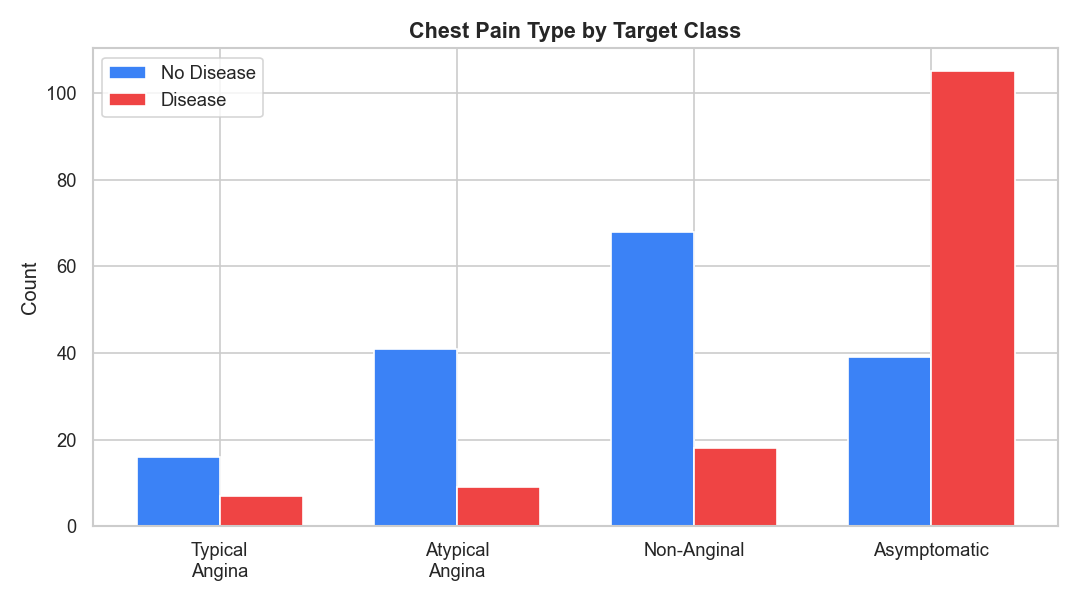 Chest Pain Type by Target Class
No Disease
Disease
Count
100
80
60
40
20
0
Typical
Angina
Atypical
Angina
Non-Anginal
Asymptomatic